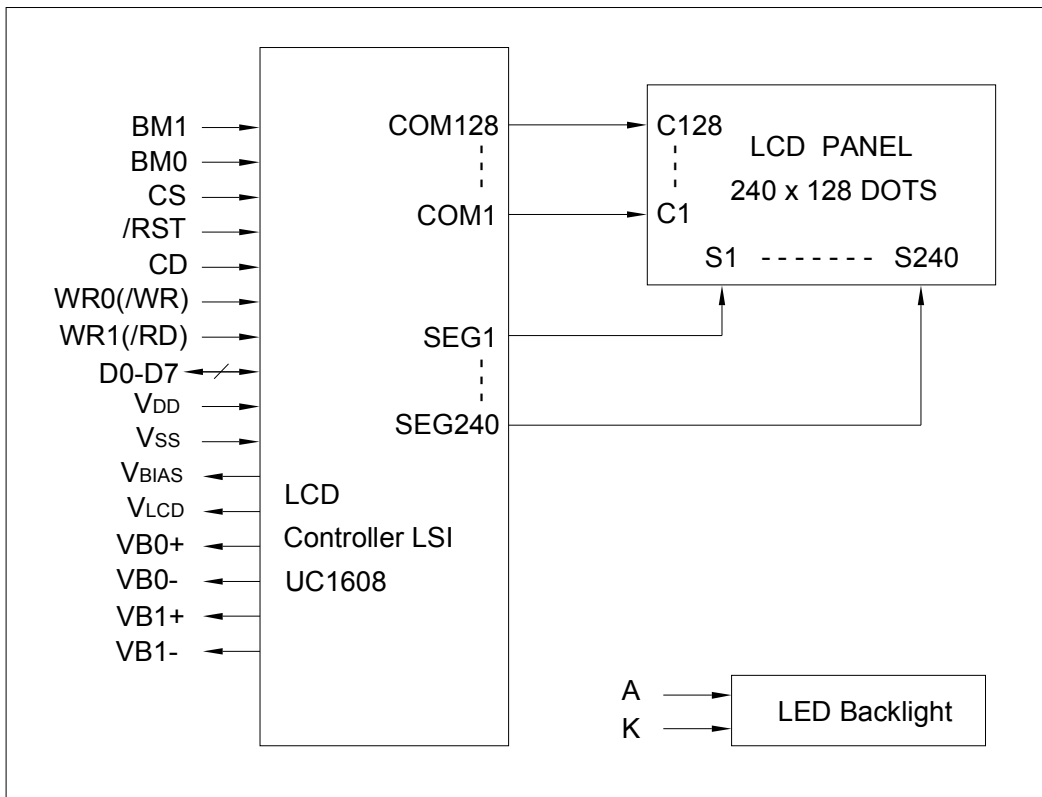 BM1
BM0
CS
/RST
CD
WR0(/WR)
WR1(/RD)
D0-D7
VDD
VSS
VBIAS
VLCD
VB0+
VB0-
VB1+
VB1-
COM128
COM1
SEG1
SEG240
LCD
Controller LSI
UC1608
C128
C1
LCD PANEL
240 x 128 DOTS
S1 - - - - - - - S240
A
K
LED Backlight